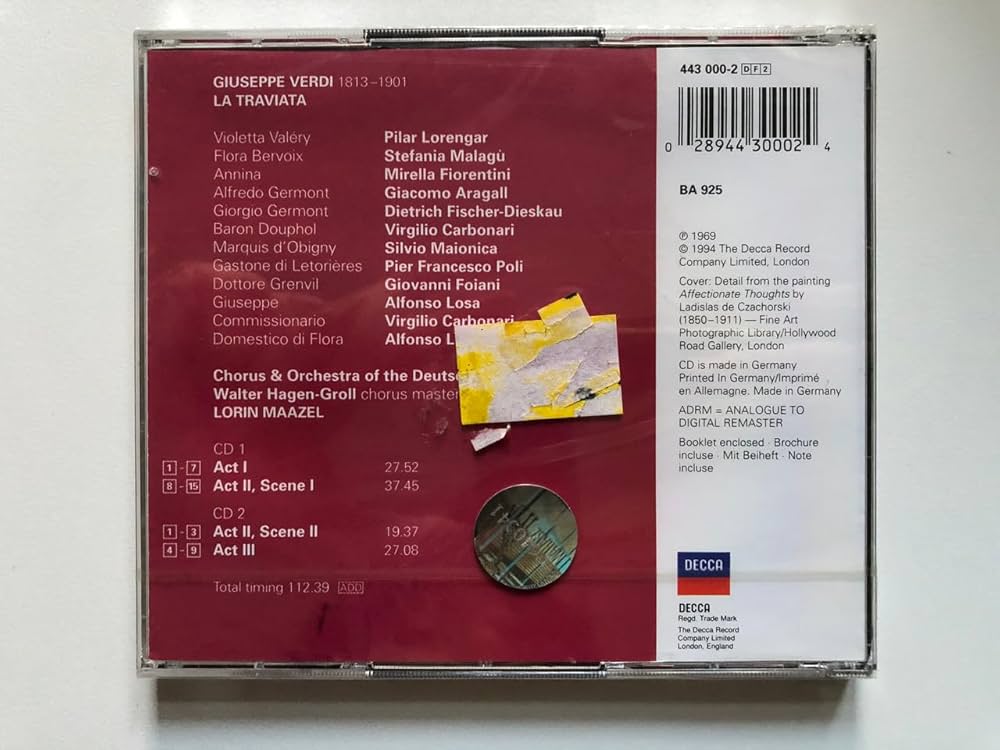 GIUSEPPE VERDI 1813–1901
LA TRAVIATA
Violetta Valéry Pilar Lorengar
Flora Bervoix Stefania Malagù
Annina Mirella Fiorentini
Alfredo Germont Giacomo Aragall
Giorgio Germont Dietrich Fischer-Dieskau
Baron Douphol Virgilio Carbonari
Marquis d'Obigny Silvio Maionica
Gastone di Letorières Pier Francesco Poli
Dottore Grenvil Giovanni Foiani
Giuseppe Alfonso Losa
Commissionario Virgilio Carbonari
Domestico di Flora Alfonso L
Chorus & Orchestra of the Deuts
Walter Hagen-Groll chorus master
LORIN MAAZEL
CD 1
1 - 7 Act I 27.52
8 - 15 Act II, Scene I 37.45
CD 2
1 - 3 Act II, Scene II 19.37
4 - 9 Act III 27.08
Total timing 112.39 ADD
443 000-2 DF2
0 28944 30002 4
BA 925
℗ 1969
© 1994 The Decca Record
Company Limited, London
Cover: Detail from the painting
Affectionate Thoughts by
Ladislas de Czachorski
(1850–1911) — Fine Art
Photographic Library/Hollywood
Road Gallery, London
CD is made in Germany
Printed In Germany/Imprimé
en Allemagne. Made in Germany
ADRM = ANALOGUE TO
DIGITAL REMASTER
Booklet enclosed · Brochure
incluse · Mit Beiheft · Note
incluse
DECCA
DECCA
Regd. Trade Mark
The Decca Record
Company Limited
London, England